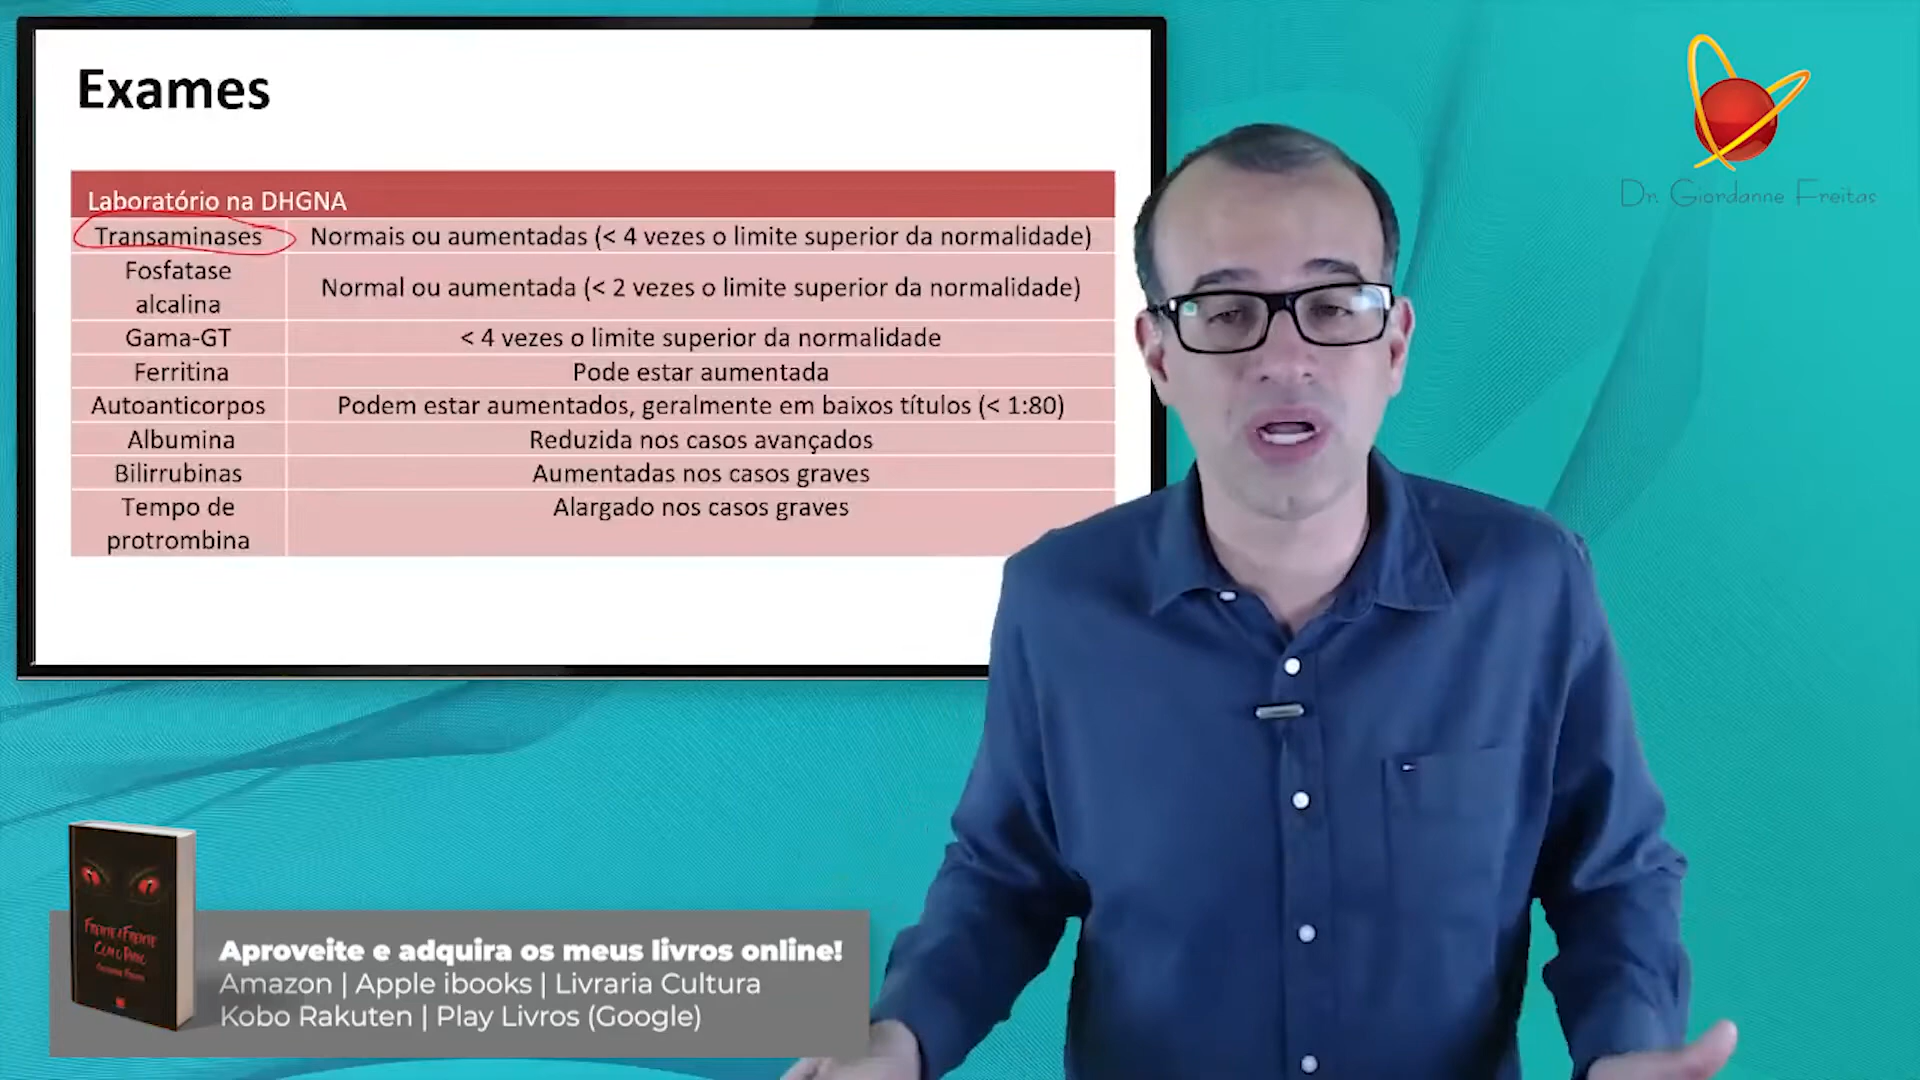 Exames
Laboratório na DHGNA
Transaminases Normais ou aumentadas (< 4 vezes o limite superior da normalidade)
Fosfatase
alcalina
Normal ou aumentada (< 2 vezes o limite superior da normalidade)
Gama-GT < 4 vezes o limite superior da normalidade
Ferritina Pode estar aumentada
Autoanticorpos Podem estar aumentados, geralmente em baixos títulos (< 1:80)
Albumina Reduzida nos casos avançados
Bilirrubinas Aumentadas nos casos graves
Tempo de
protrombina
Alargado nos casos graves
Dr. Giordanne Freitas
Frente a Frente
Aproveite e adquira os meus livros online!
Amazon | Apple ibooks | Livraria Cultura
Kobo Rakuten | Play Livros (Google)